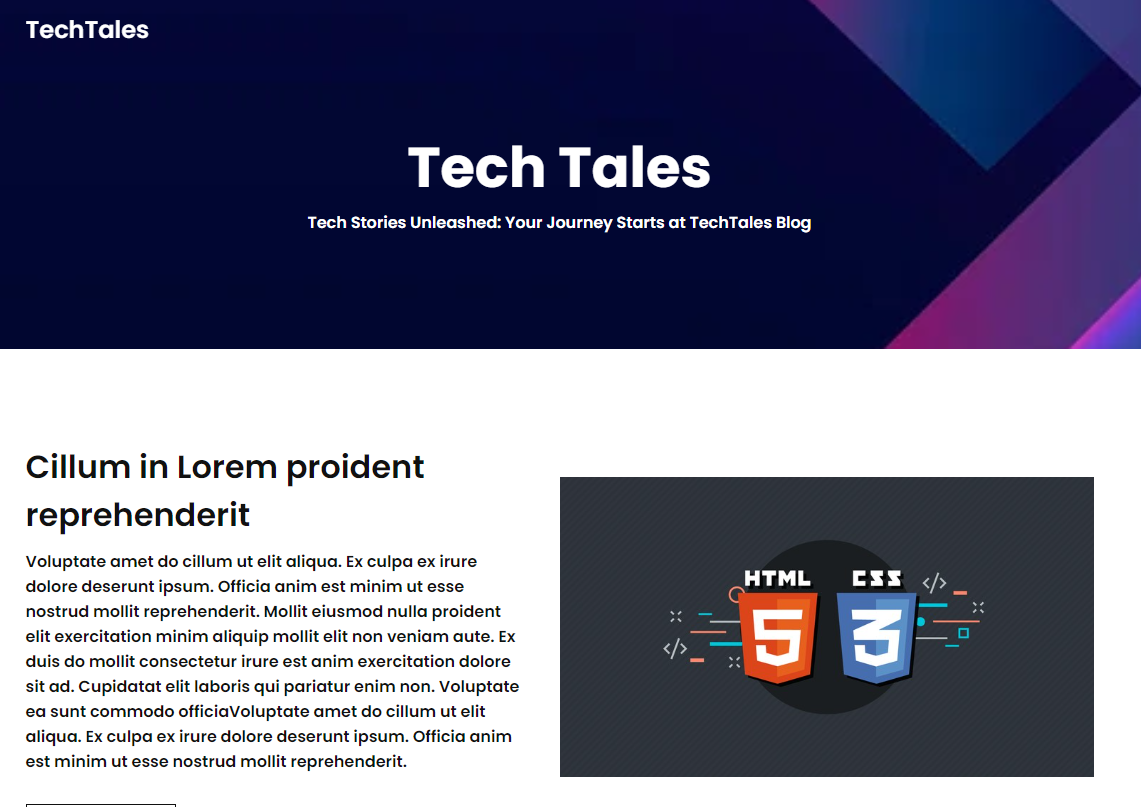 TechTales
Tech Tales
Tech Stories Unleashed: Your Journey Starts at TechTales Blog
Cillum in Lorem proident
reprehenderit
Voluptate amet do cillum ut elit aliqua. Ex culpa ex irure
dolore deserunt ipsum. Officia anim est minim ut esse
nostrud mollit reprehenderit. Mollit eiusmod nulla proident
elit exercitation minim aliquip mollit elit non veniam aute. Ex
duis do mollit consectetur irure est anim exercitation dolore
sit ad. Cupidatat elit laboris qui pariatur enim non. Voluptate
ea sunt commodo officiaVoluptate amet do cillum ut elit
aliqua. Ex culpa ex irure dolore deserunt ipsum. Officia anim
est minim ut esse nostrud mollit reprehenderit.
HTML CSS </>
5 3
</>